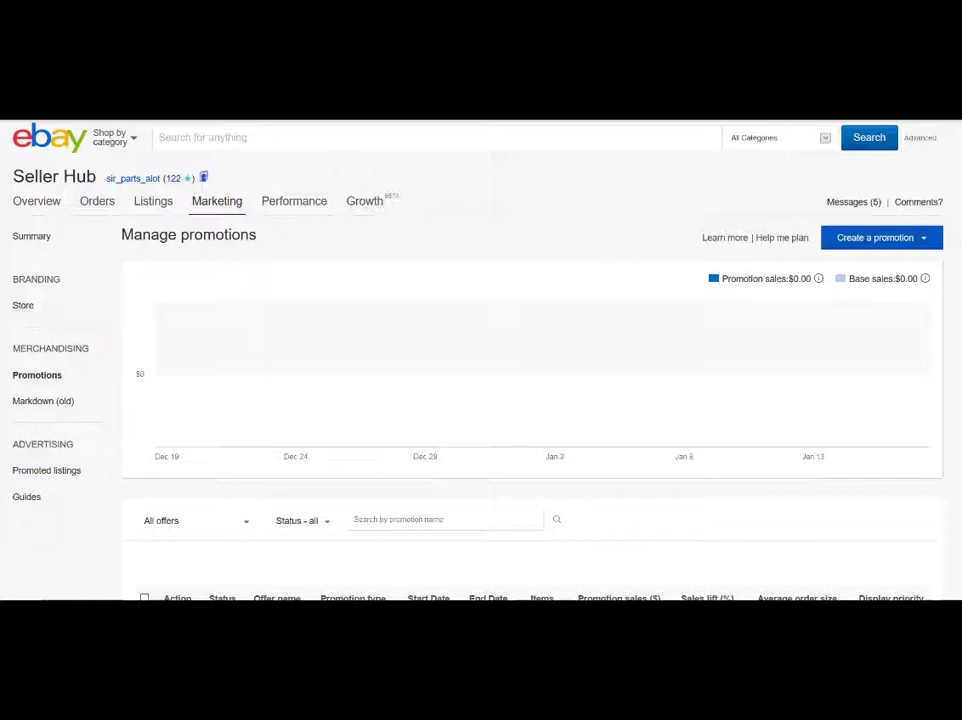 ebay Shop by category Search for anything All Categories Search Advanced
Seller Hub sir_parts_alot (122 ★)
Overview Orders Listings Marketing Performance Growth BETA Messages (5) | Comments?
Summary
Manage promotions Learn more | Help me plan Create a promotion
BRANDING
Promotion sales:$0.00 Base sales:$0.00
Store
MERCHANDISING
Promotions
$0
Markdown (old)
ADVERTISING
Dec 19 Dec 24 Dec 29 Jan 3 Jan 8 Jan 13
Promoted listings
Guides
All offers Status - all Search by promotion name
Action Status Offer name Promotion type Start Date End Date Items Promotion sales ($) Sales lift (%) Average order size Display priority